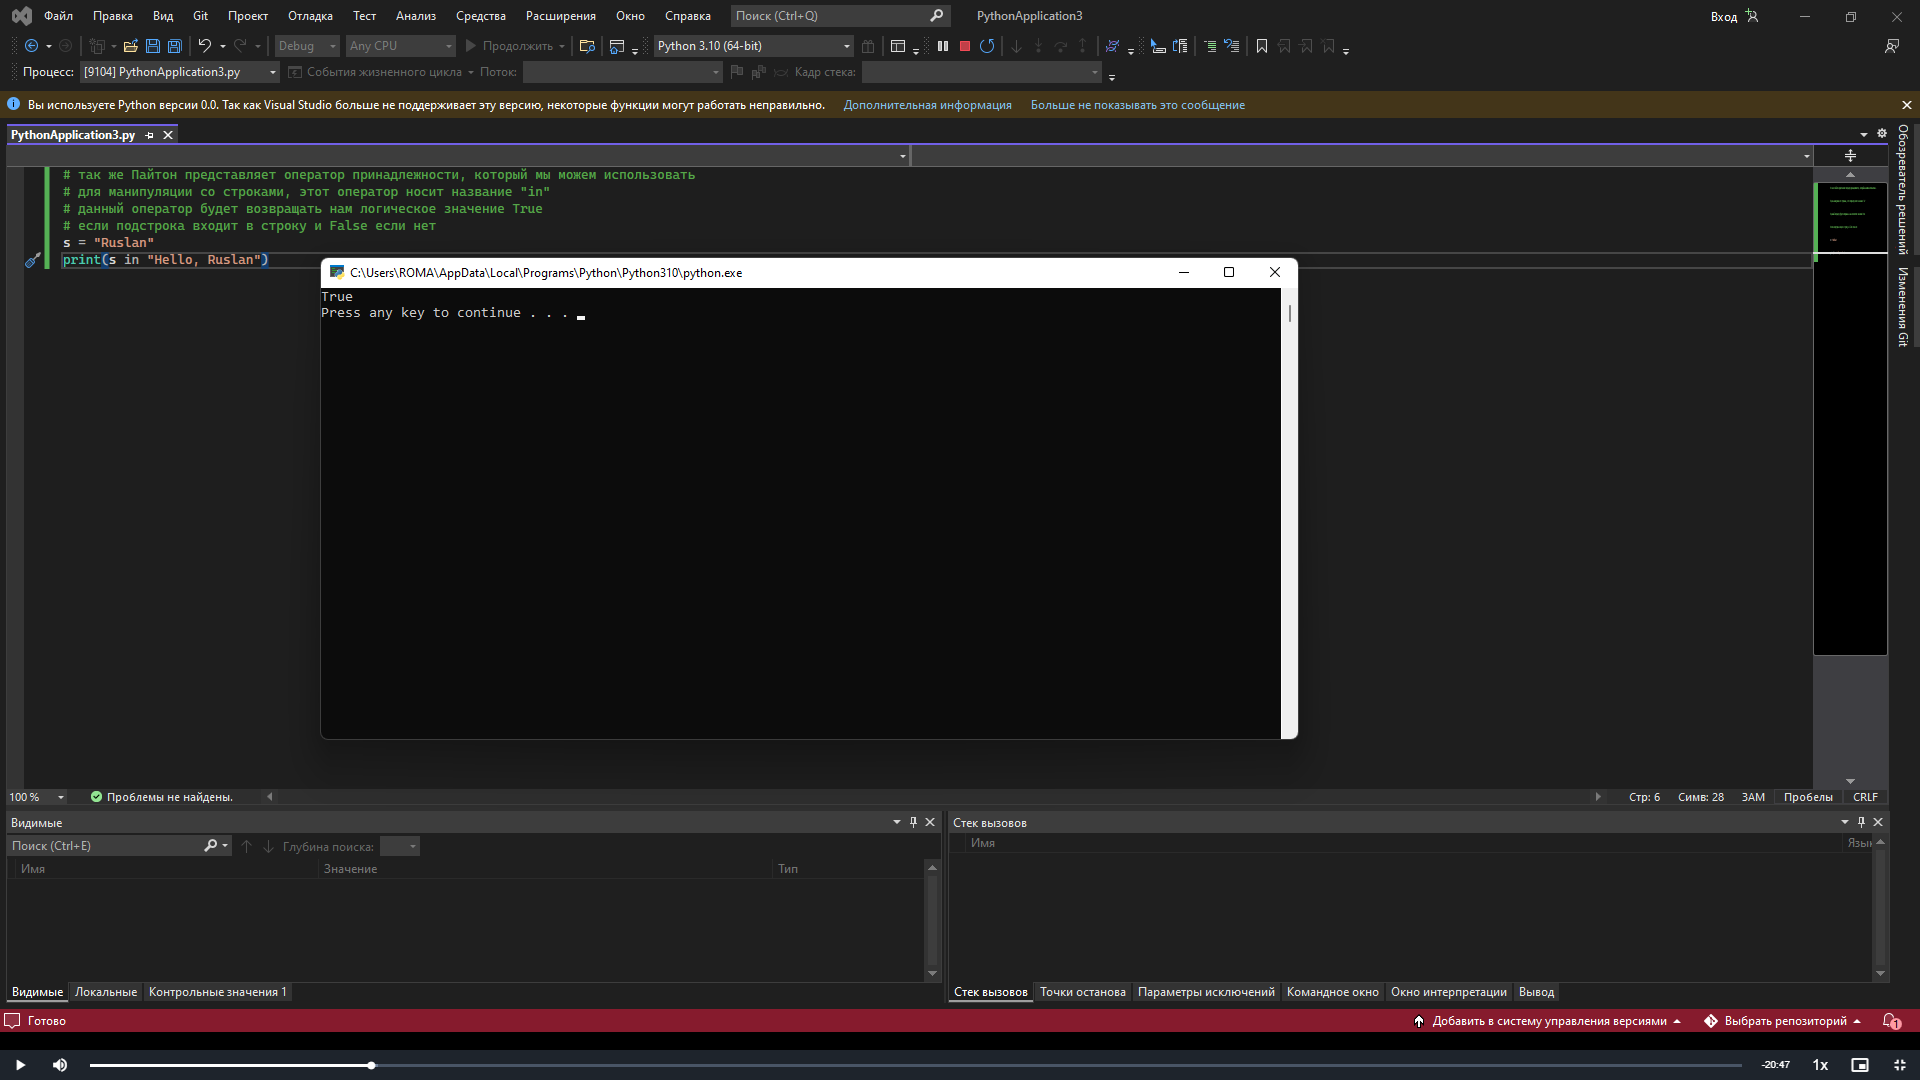 Файл Правка Вид Git Проект Отладка Тест Анализ Средства Расширения Окно Справка Поиск (Ctrl+Q) PythonApplication3 Вход
Debug Any CPU Продолжить Python 3.10 (64-bit)
Процесс: [9104] PythonApplication3.py События жизненного цикла Поток: Кадр стека:
Вы используете Python версии 0.0. Так как Visual Studio больше не поддерживает эту версию, некоторые функции могут работать неправильно. Дополнительная информация Больше не показывать это сообщение
PythonApplication3.py
# так же Пайтон представляет оператор принадлежности, который мы можем использовать
# для манипуляции со строками, этот оператор носит название "in"
# данный оператор будет возвращать нам логическое значение True
# если подстрока входит в строку и False если нет
s = "Ruslan"
print(s in "Hello, Ruslan")
C:\Users\ROMA\AppData\Local\Programs\Python\Python310\python.exe
True
Press any key to continue . . .
Обозреватель решений
Изменения Git
100 % Проблемы не найдены. Стр: 6 Симв: 28 ЗАМ Пробелы CRLF
Видимые
Поиск (Ctrl+E) Глубина поиска:
Имя Значение Тип
Видимые Локальные Контрольные значения 1
Стек вызовов
Имя Язык
Стек вызовов Точки останова Параметры исключений Командное окно Окно интерпретации Вывод
Готово Добавить в систему управления версиями Выбрать репозиторий 1
-20:47 1x